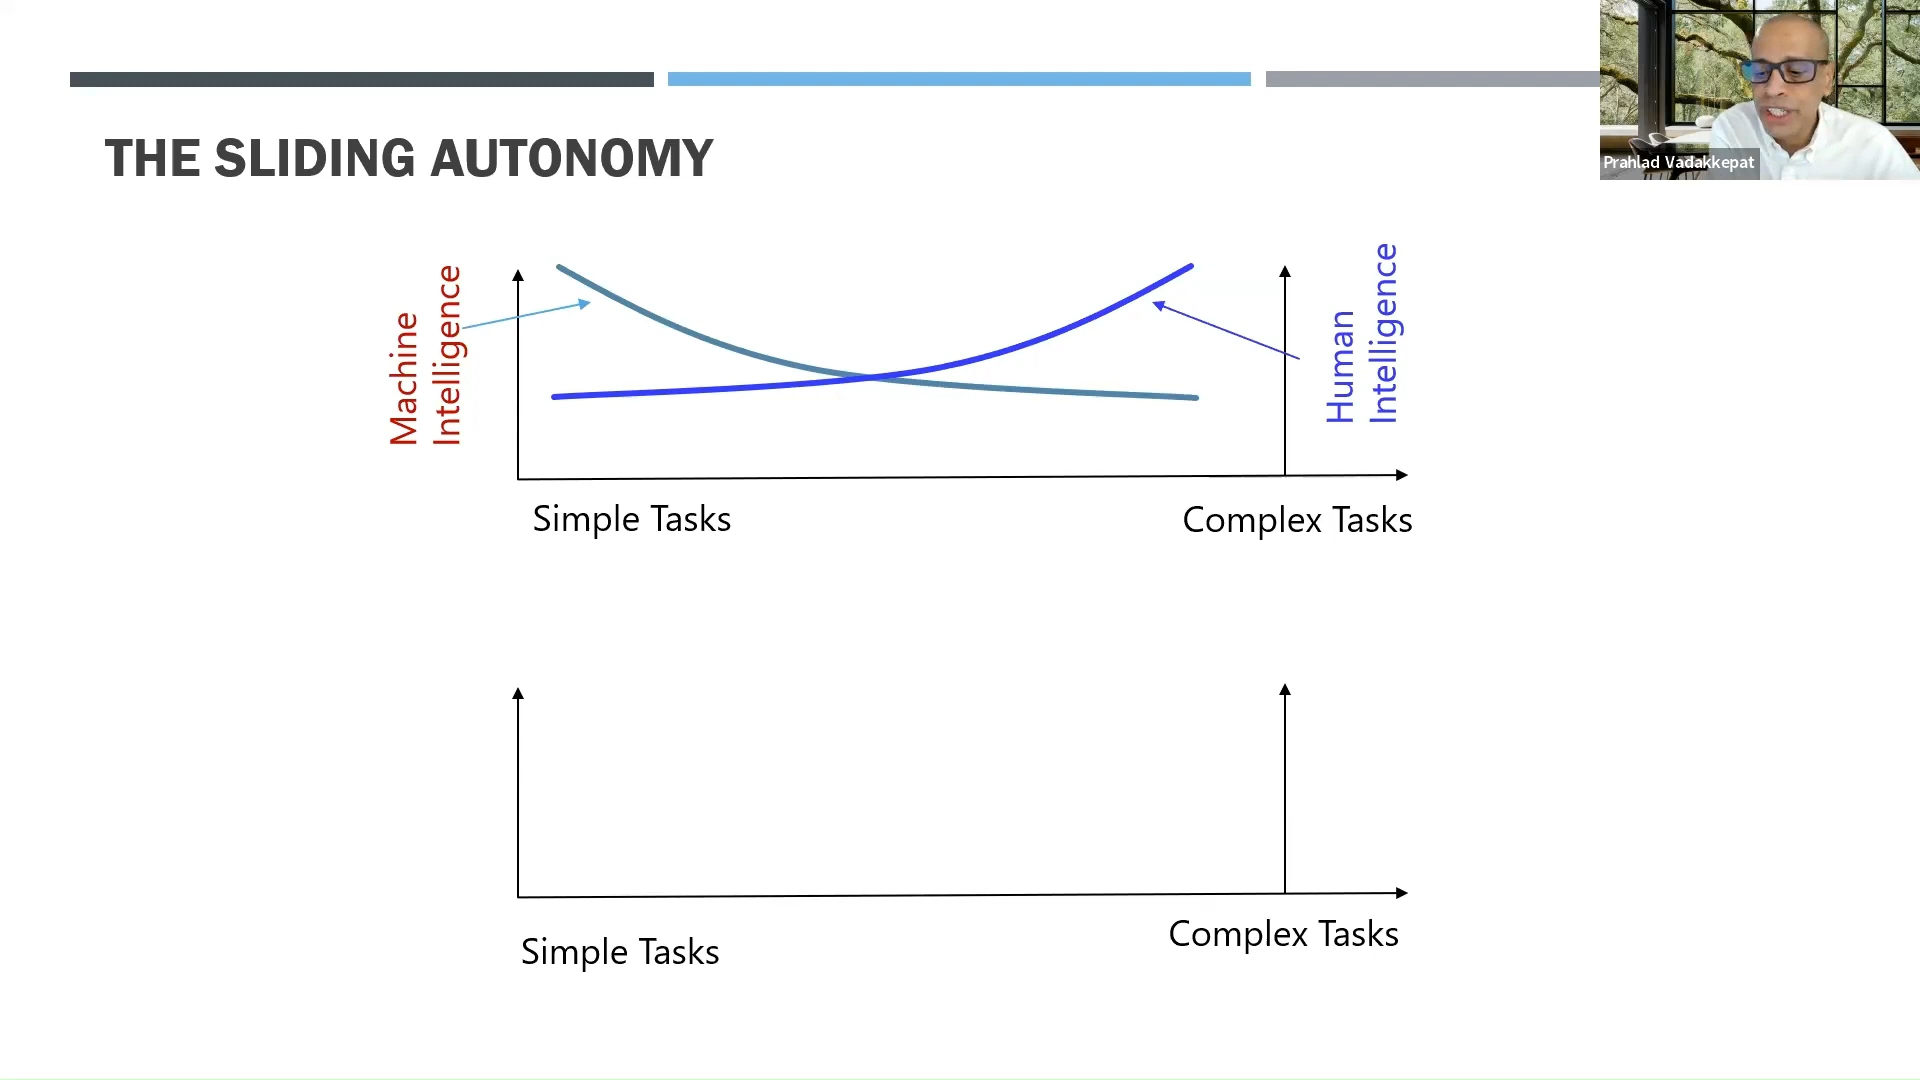 Prahlad Vadakkepat
THE SLIDING AUTONOMY
Machine
Intelligence
Human
Intelligence
Simple Tasks
Complex Tasks
Simple Tasks
Complex Tasks